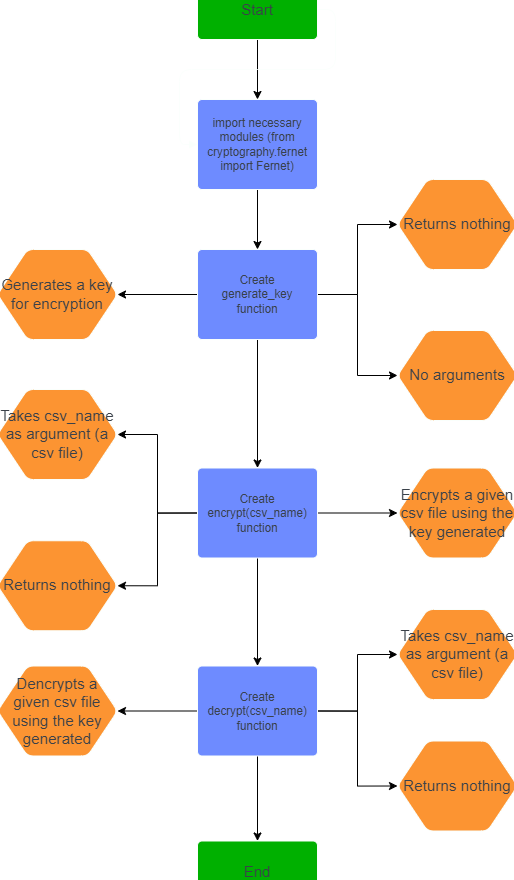 Start
import necessary
modules (from
cryptography.fernet
import Fernet)
Returns nothing
Create
generate_key
function
Generates a key
for encryption
No arguments
Takes csv_name
as argument (a
csv file)
Create
encrypt(csv_name)
function
Encrypts a given
csv file using the
key generated
Returns nothing
Takes csv_name
as argument (a
csv file)
Dencrypts a
given csv file
using the key
generated
Create
decrypt(csv_name)
function
Returns nothing
End